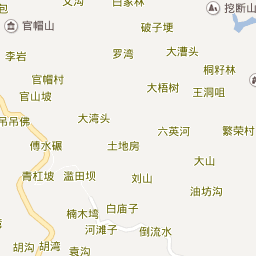 文沟
白家林
挖断山
官帽山
破子埂
李岩
罗湾
大漕头
桐籽林
官帽村
大梧树
王洞咀
官山坡
吊吊佛
大湾头
六英河
繁荣村
傅水碾
土地房
大山
青杠坡
滥田坝
刘山
油坊沟
楠木埝
白庙子
河滩子
倒流水
胡湾
胡沟
袁沟